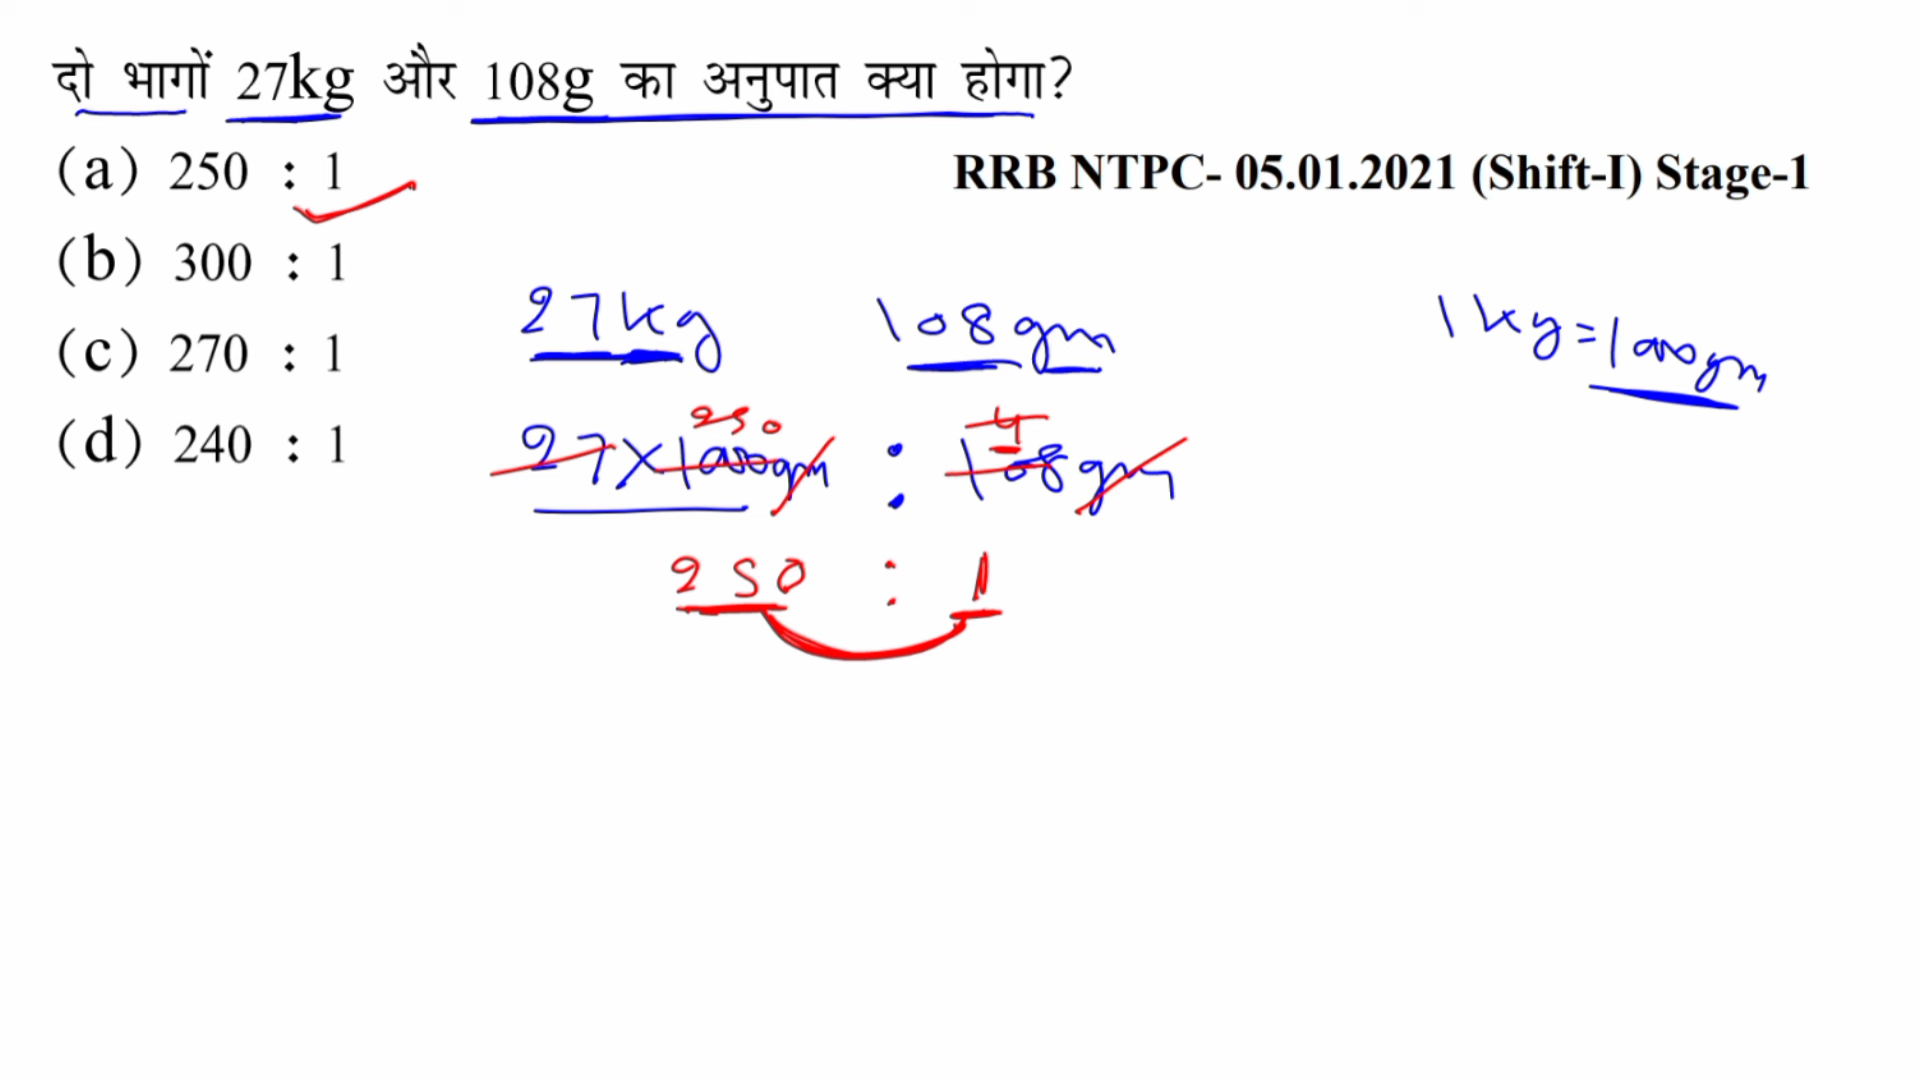 दो भागों 27kg और 108g का अनुपात क्या होगा?
(a) 250 : 1
RRB NTPC- 05.01.2021 (Shift-I) Stage-1
(b) 300 : 1
(c) 270 : 1
(d) 240 : 1
27kg 108gm
1kg=1000gm
250 4
27×1000gm : 108gm
250 : 1